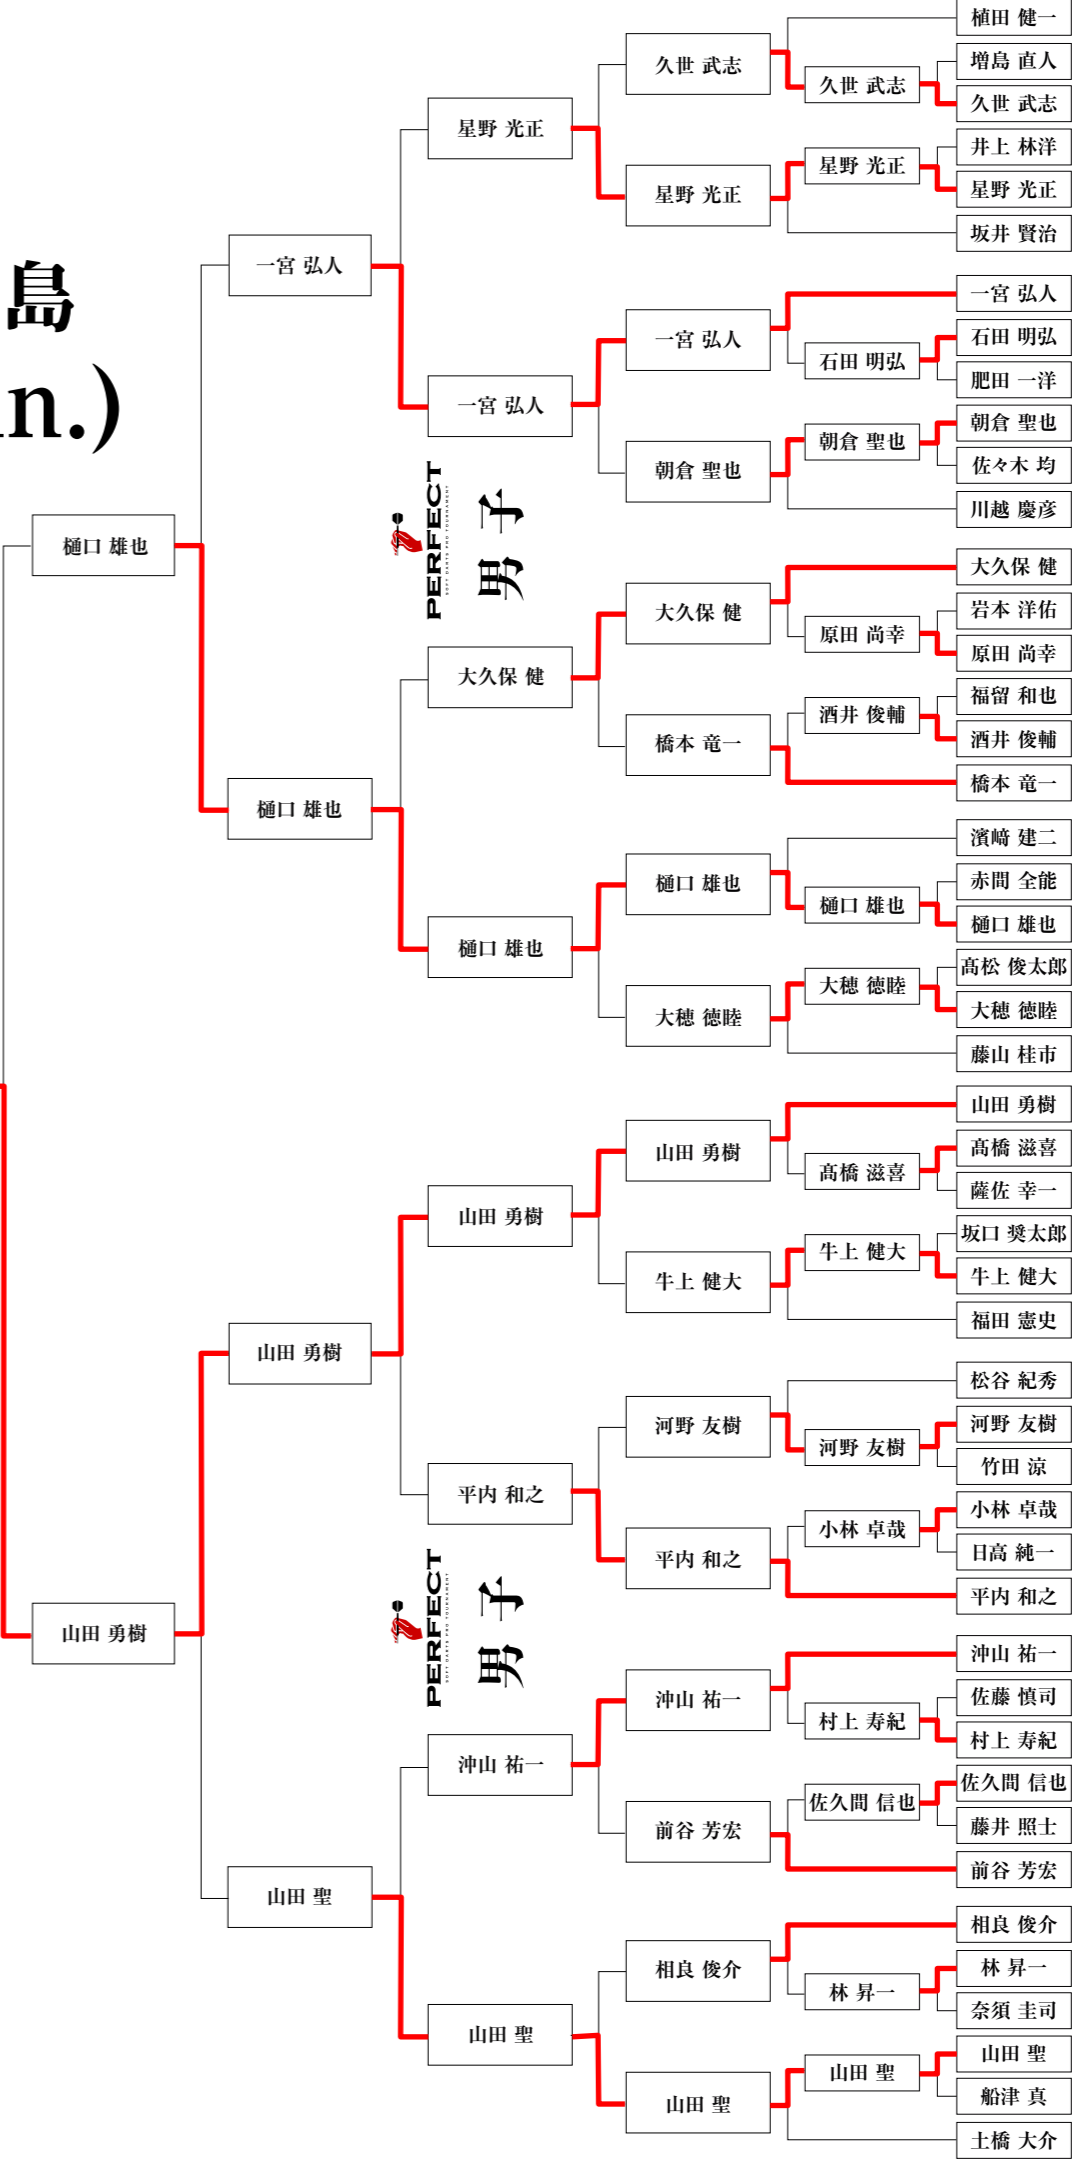 島
n.)
樋口 雄也
山田 勇樹
一宮 弘人
樋口 雄也
山田 勇樹
山田 聖
星野 光正
一宮 弘人
PERFECT
SOFT DARTS PRO TOURNAMENT
男子
大久保 健
樋口 雄也
山田 勇樹
平内 和之
PERFECT
SOFT DARTS PRO TOURNAMENT
男子
沖山 祐一
山田 聖
久世 武志
星野 光正
一宮 弘人
朝倉 聖也
大久保 健
橋本 竜一
樋口 雄也
大穂 徳睦
山田 勇樹
牛上 健大
河野 友樹
平内 和之
沖山 祐一
前谷 芳宏
相良 俊介
山田 聖
久世 武志
星野 光正
石田 明弘
朝倉 聖也
原田 尚幸
酒井 俊輔
樋口 雄也
大穂 徳睦
髙橋 滋喜
牛上 健大
河野 友樹
小林 卓哉
村上 寿紀
佐久間 信也
林 昇一
山田 聖
植田 健一
増島 直人
久世 武志
井上 林洋
星野 光正
坂井 賢治
一宮 弘人
石田 明弘
肥田 一洋
朝倉 聖也
佐々木 均
川越 慶彦
大久保 健
岩本 洋佑
原田 尚幸
福留 和也
酒井 俊輔
橋本 竜一
濱﨑 建二
赤間 全能
樋口 雄也
髙松 俊太郎
大穂 徳睦
藤山 桂市
山田 勇樹
髙橋 滋喜
薩佐 幸一
坂口 奨太郎
牛上 健大
福田 憲史
松谷 紀秀
河野 友樹
竹田 涼
小林 卓哉
日高 純一
平内 和之
沖山 祐一
佐藤 慎司
村上 寿紀
佐久間 信也
藤井 照士
前谷 芳宏
相良 俊介
林 昇一
奈須 圭司
山田 聖
船津 真
土橋 大介